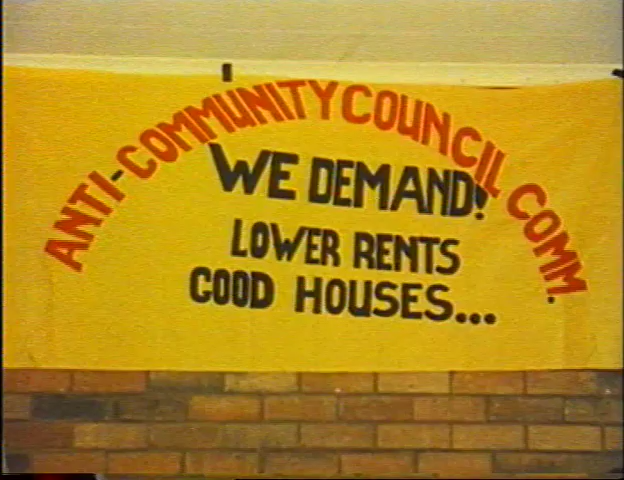 ANTI-COMMUNITY COUNCIL COMM.
WE DEMAND!
LOWER RENTS
GOOD HOUSES...